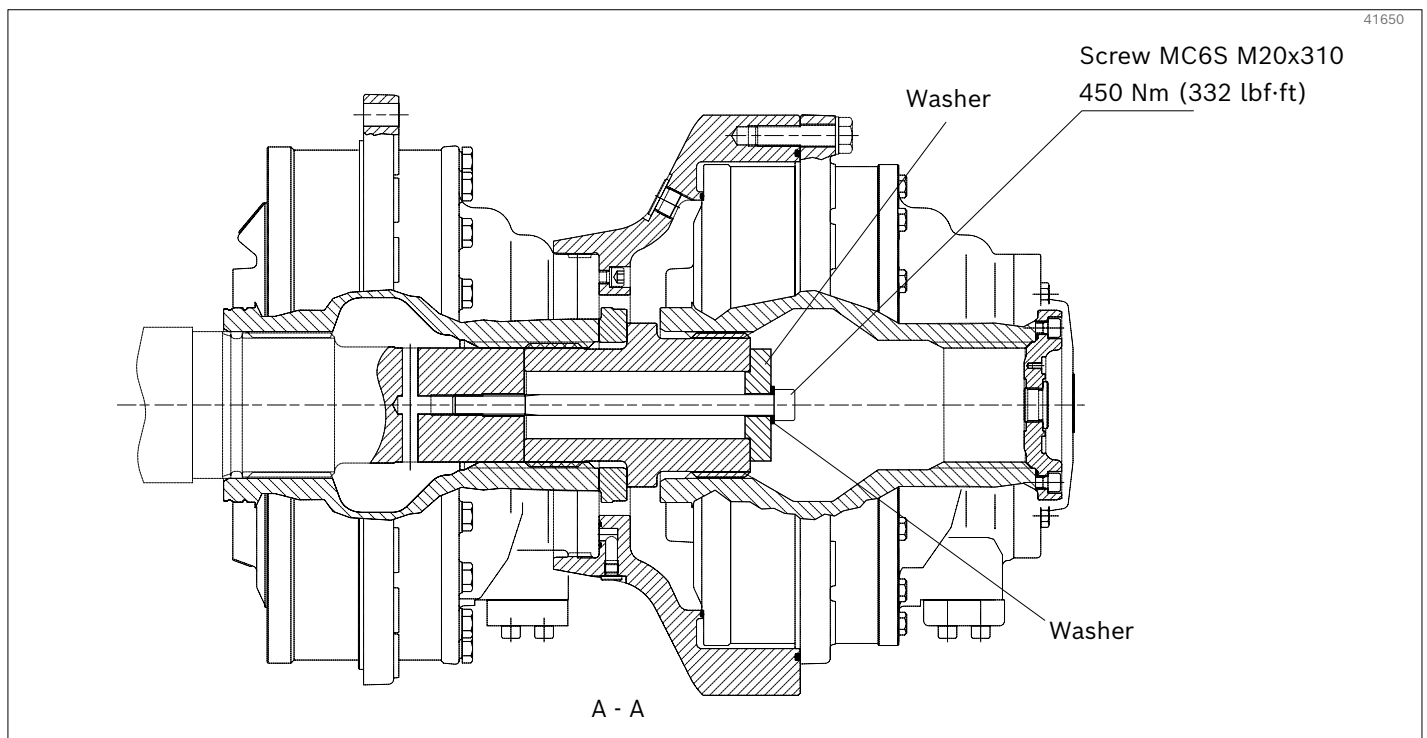 41650
Screw MC6S M20x310
450 Nm (332 lbf·ft)
Washer
Washer
A - A